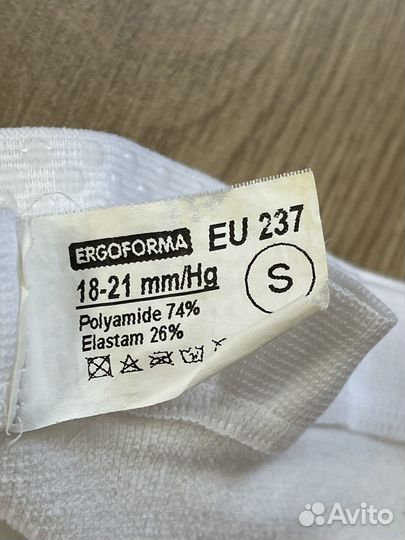 ERGOFORMA EU 237
18-21 mm/Hg
S
Polyamide 74%
Elastam 26%
Avito